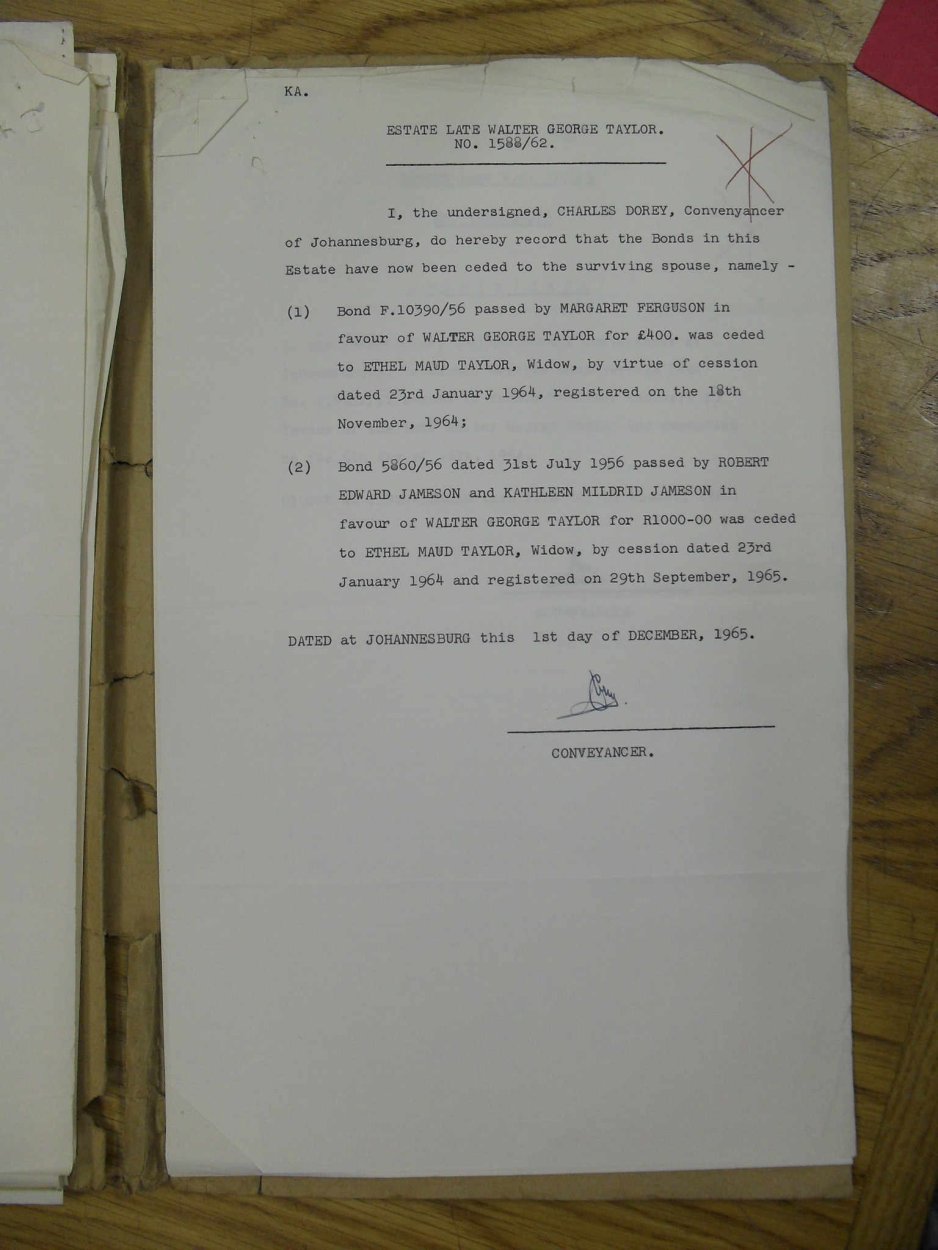 KA.
ESTATE LATE WALTER GEORGE TAYLOR.
NO. 1588/62.
I, the undersigned, CHARLES DOREY, Convenyancer
of Johannesburg, do hereby record that the Bonds in this
Estate have now been ceded to the surviving spouse, namely -
(1) Bond F.10390/56 passed by MARGARET FERGUSON in
favour of WALTER GEORGE TAYLOR for £400. was ceded
to ETHEL MAUD TAYLOR, Widow, by virtue of cession
dated 23rd January 1964, registered on the 18th
November, 1964;
(2) Bond 5860/56 dated 31st July 1956 passed by ROBERT
EDWARD JAMESON and KATHLEEN MILDRID JAMESON in
favour of WALTER GEORGE TAYLOR for R1000-00 was ceded
to ETHEL MAUD TAYLOR, Widow, by cession dated 23rd
January 1964 and registered on 29th September, 1965.
DATED at JOHANNESBURG this 1st day of DECEMBER, 1965.
CONVEYANCER.